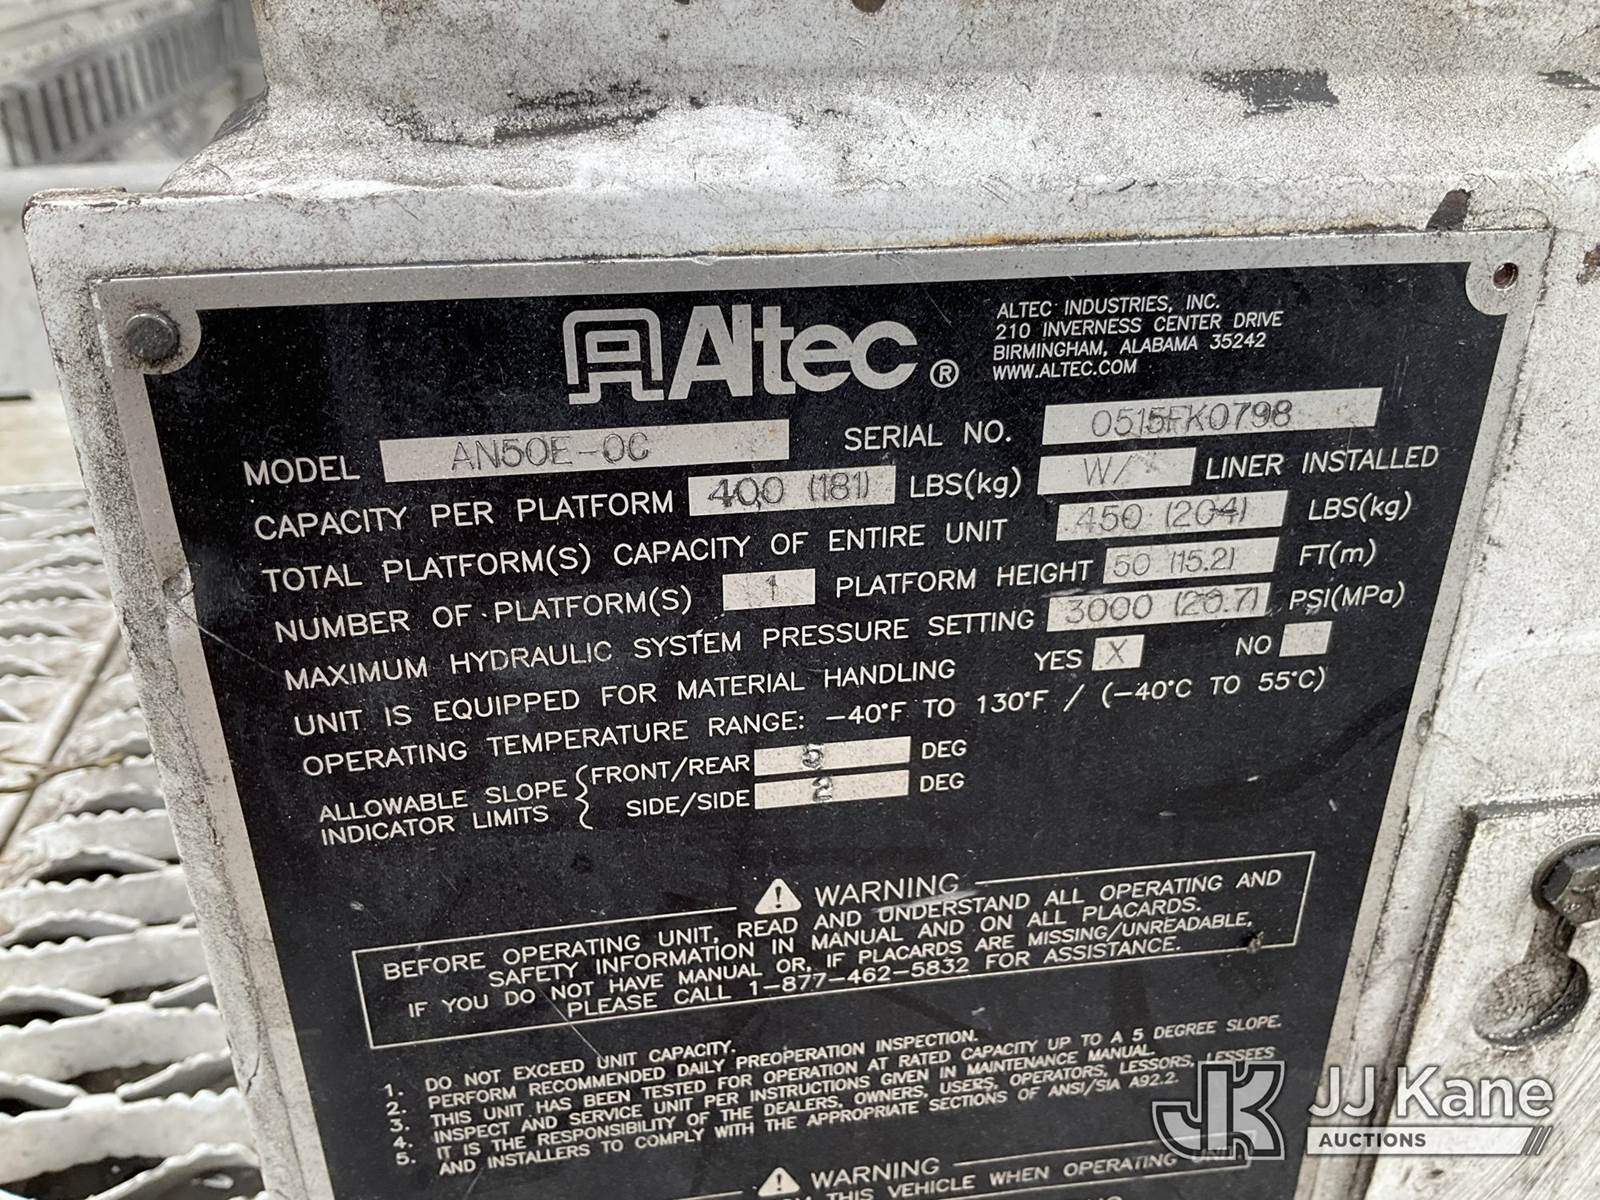 Altec®
ALTEC INDUSTRIES, INC.
210 INVERNESS CENTER DRIVE
BIRMINGHAM, ALABAMA 35242
WWW.ALTEC.COM
MODEL AN50E-OC SERIAL NO. 0515FK0798
CAPACITY PER PLATFORM 400 (181) LBS(kg) W/ LINER INSTALLED
TOTAL PLATFORM(S) CAPACITY OF ENTIRE UNIT 450 (204) LBS(kg)
NUMBER OF PLATFORM(S) 1 PLATFORM HEIGHT 50 (15.2) FT(m)
MAXIMUM HYDRAULIC SYSTEM PRESSURE SETTING 3000 (20.7) PSI(MPa)
UNIT IS EQUIPPED FOR MATERIAL HANDLING YES X NO
OPERATING TEMPERATURE RANGE: -40°F TO 130°F / (-40°C TO 55°C)
ALLOWABLE SLOPE INDICATOR LIMITS
FRONT/REAR 5 DEG
SIDE/SIDE 2 DEG
WARNING
BEFORE OPERATING UNIT, READ AND UNDERSTAND ALL OPERATING AND
SAFETY INFORMATION IN MANUAL AND ON ALL PLACARDS.
IF YOU DO NOT HAVE MANUAL OR, IF PLACARDS ARE MISSING/UNREADABLE,
PLEASE CALL 1-877-462-5832 FOR ASSISTANCE.
1. DO NOT EXCEED UNIT CAPACITY.
2. PERFORM RECOMMENDED DAILY PREOPERATION INSPECTION.
3. THIS UNIT HAS BEEN TESTED FOR OPERATION AT RATED CAPACITY UP TO A 5 DEGREE SLOPE.
4. INSPECT AND SERVICE UNIT PER INSTRUCTIONS GIVEN IN MAINTENANCE MANUAL.
5. IT IS THE RESPONSIBILITY OF THE DEALERS, OWNERS, USERS, OPERATORS, LESSORS, LESSEES
AND INSTALLERS TO COMPLY WITH THE APPROPRIATE SECTIONS OF ANSI/SIA A92.2.
WARNING
THIS VEHICLE WHEN OPERATING UNIT
JK JJ Kane
AUCTIONS